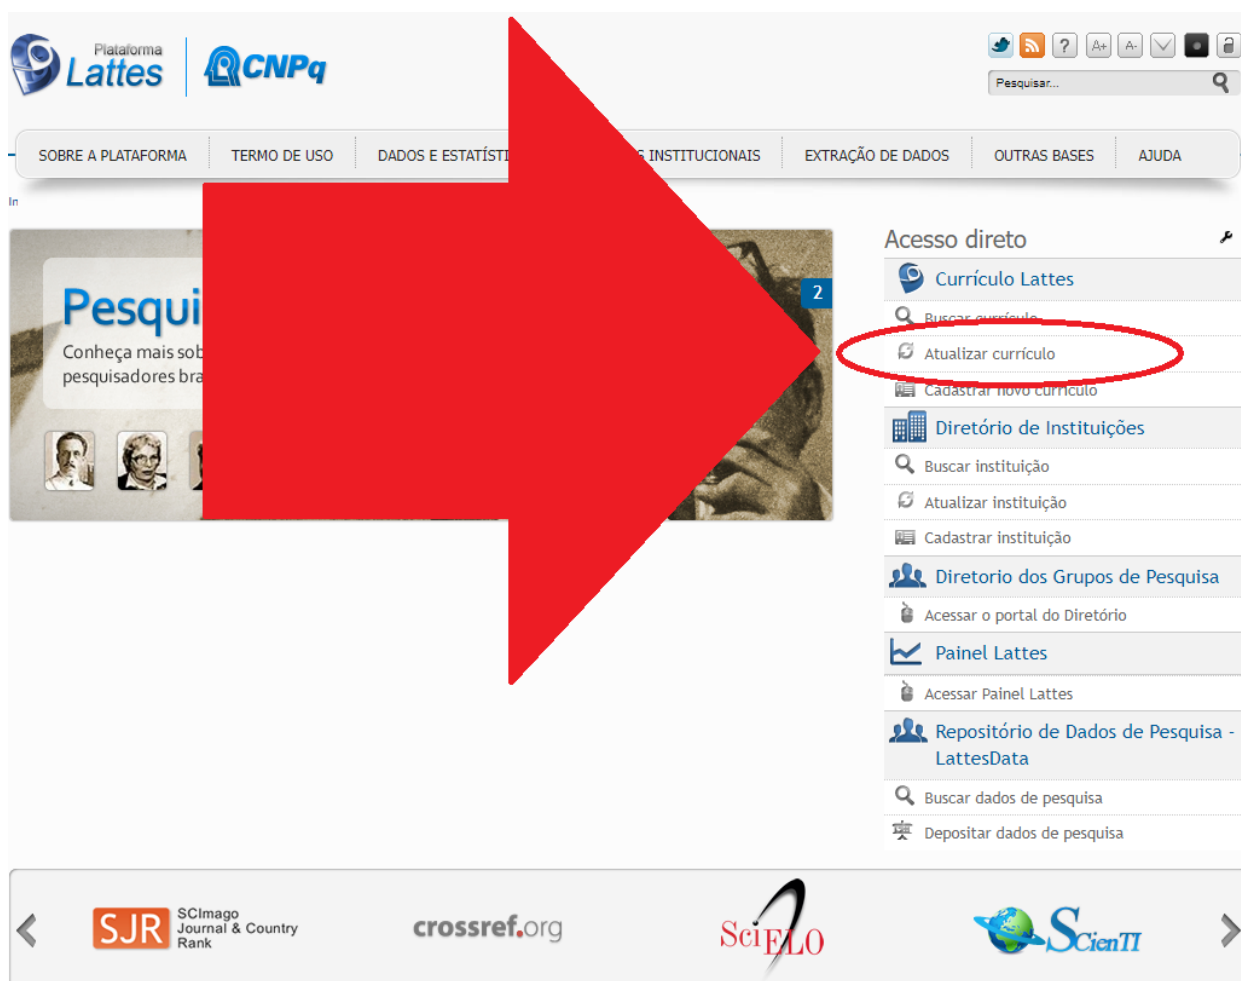 Plataforma
Lattes
CNPq
? A+ A-
Pesquisar...
SOBRE A PLATAFORMA TERMO DE USO DADOS E INSTITUCIONAIS EXTRAÇÃO DE DADOS OUTRAS BASES AJUDA
In
Pesqui
Conheça mais sob
pesquisadores bra
2
Acesso direto
Currículo Lattes
Buscar currículo
Atualizar currículo
Cadastrar novo currículo
Diretório de Instituições
Buscar instituição
Atualizar instituição
Cadastrar instituição
Diretorio dos Grupos de Pesquisa
Acessar o portal do Diretório
Painel Lattes
Acessar Painel Lattes
Repositório de Dados de Pesquisa -
LattesData
Buscar dados de pesquisa
Depositar dados de pesquisa
SJR
SCImago
Journal & Country
Rank
crossref.org
SciELO
ScienTI